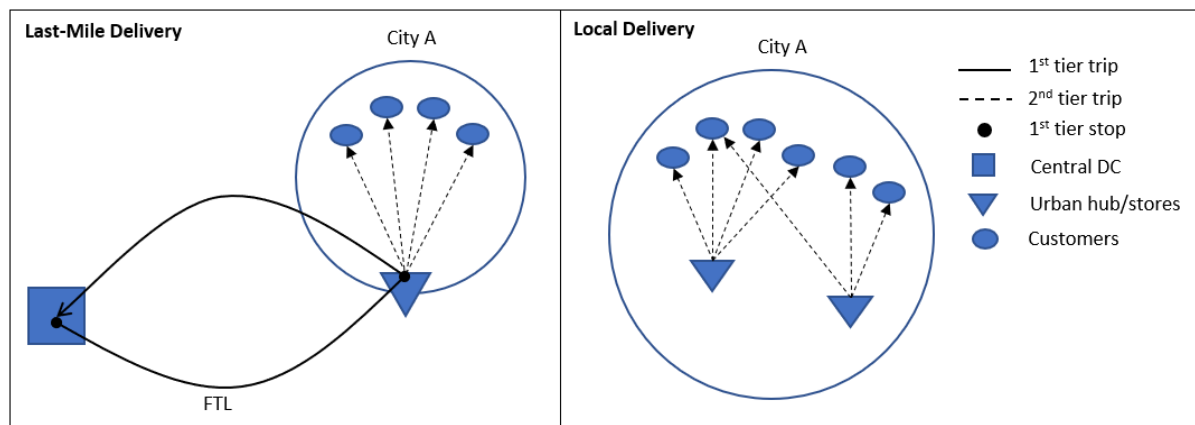 Last-Mile Delivery
City A
FTL
Local Delivery
City A
1st tier trip
2nd tier trip
1st tier stop
Central DC
Urban hub/stores
Customers